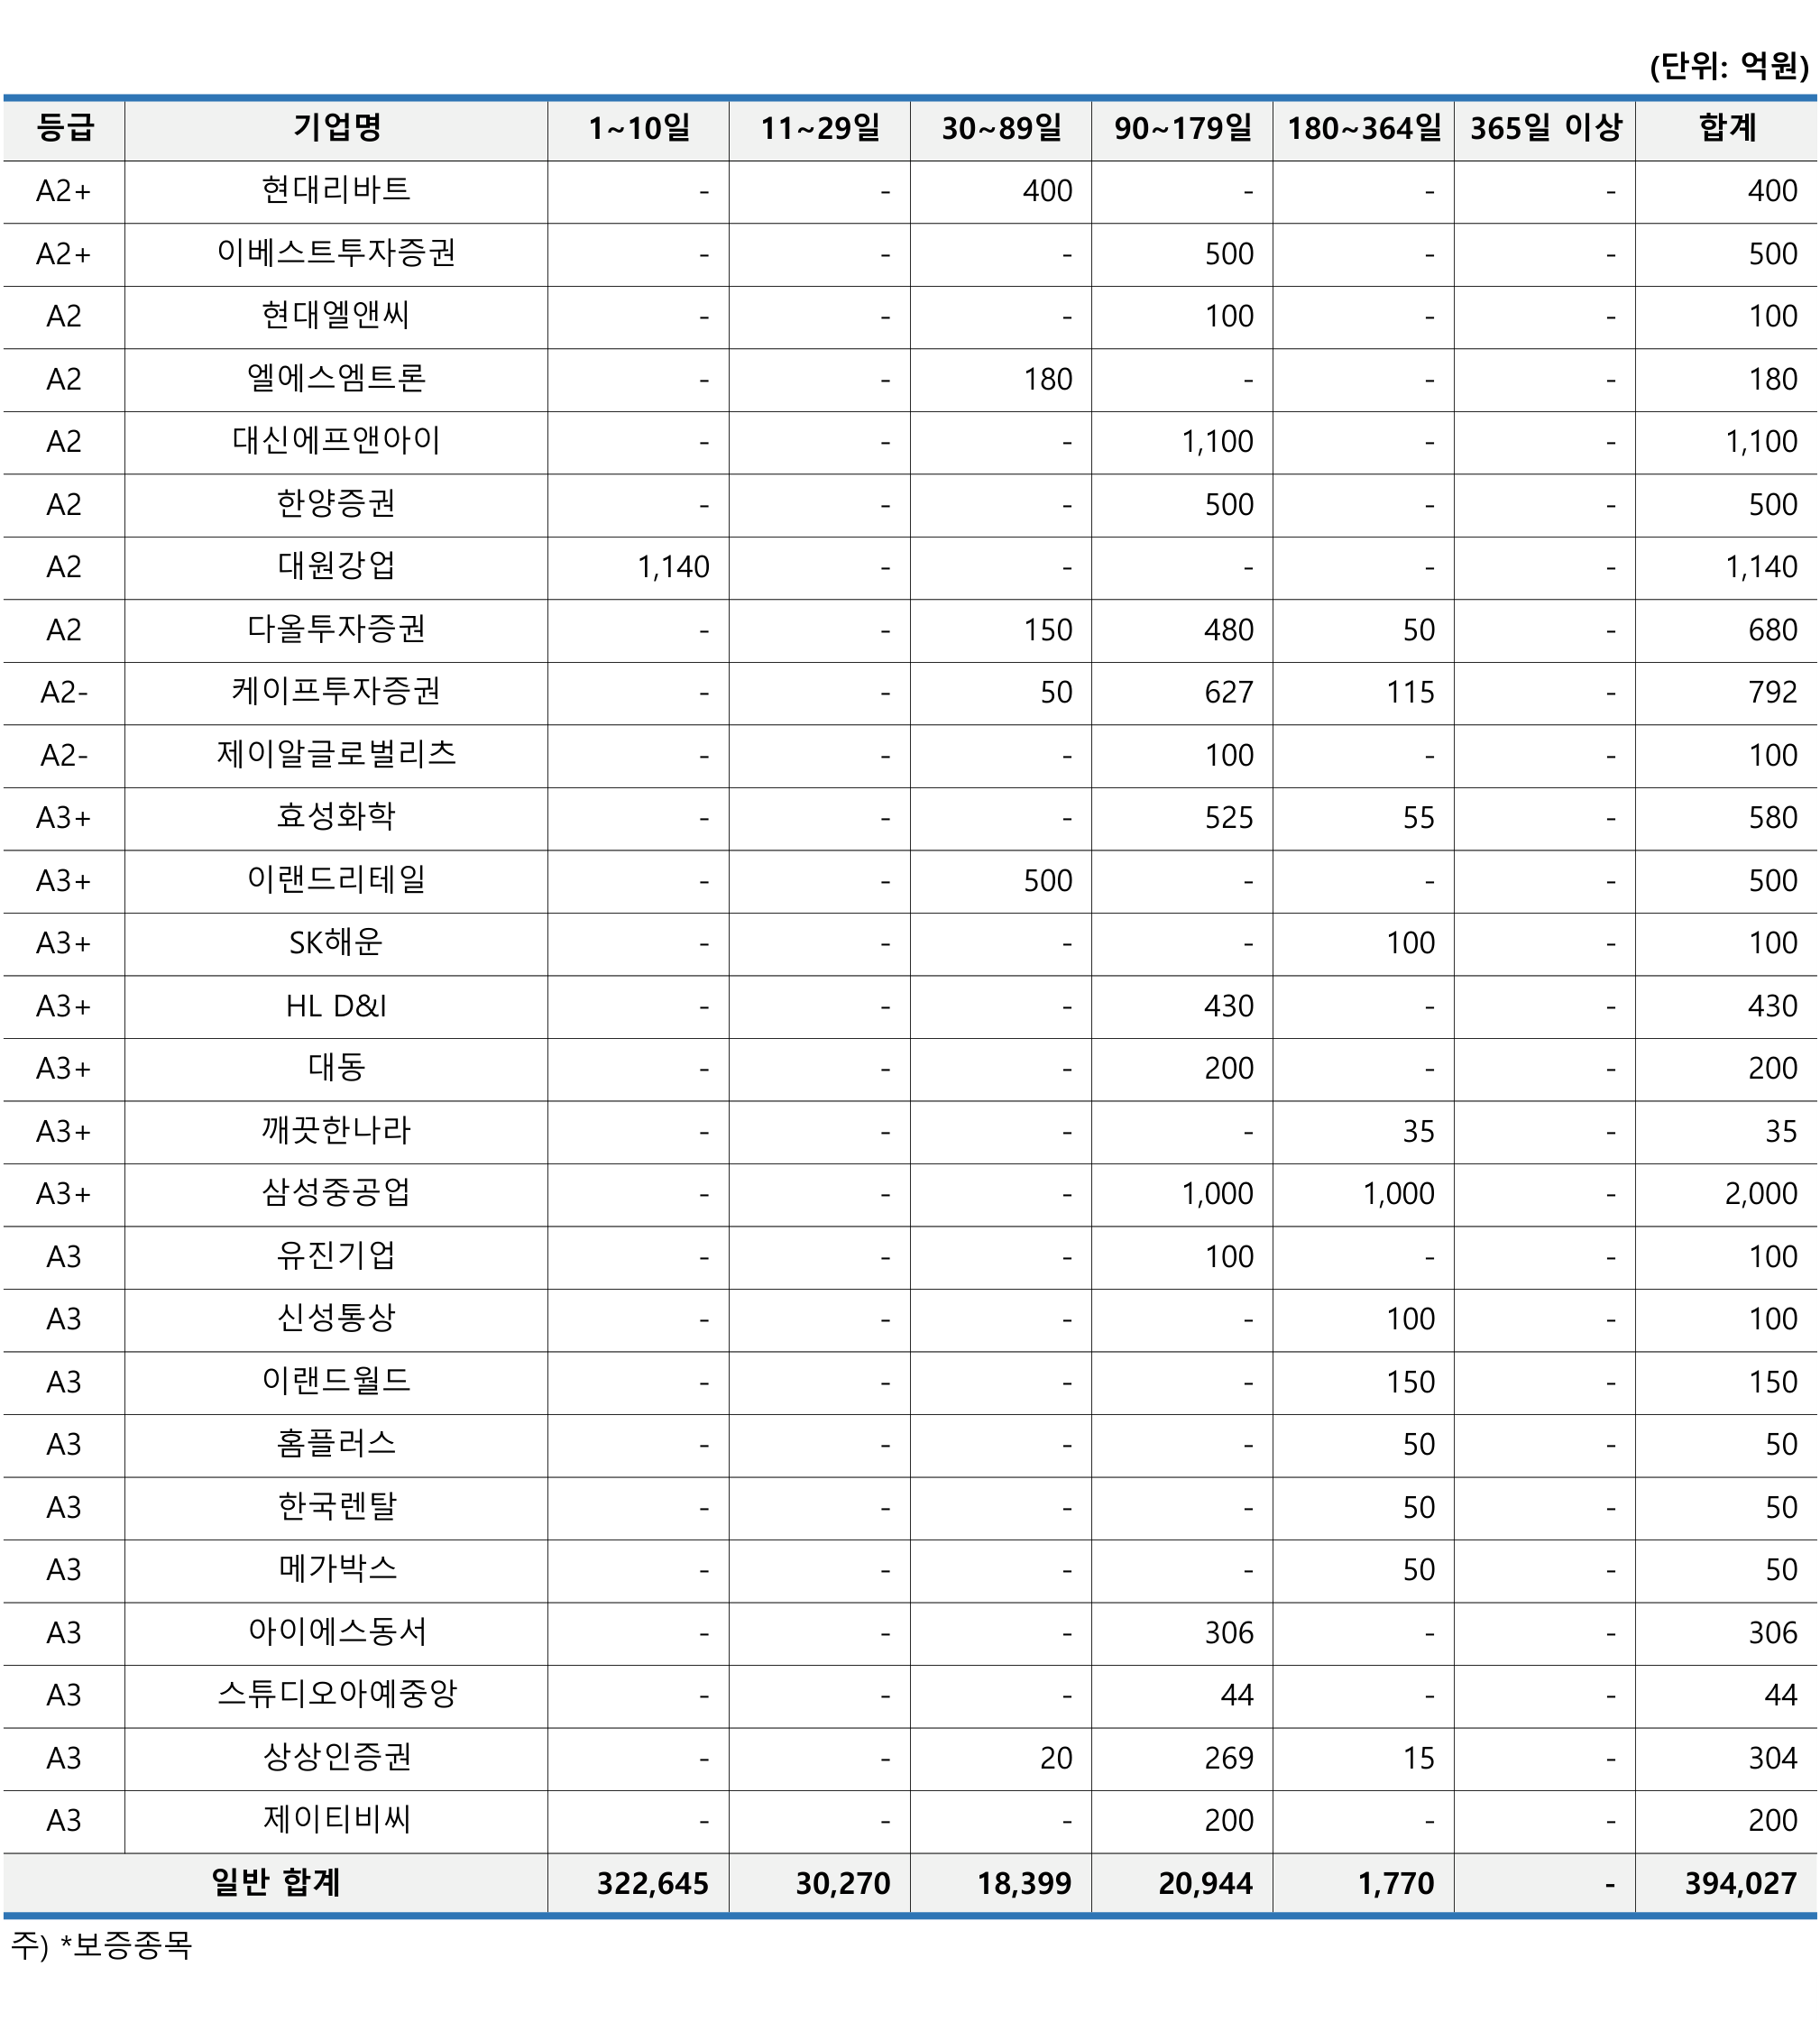 (단위: 억원)
등급 기업명 1~10일 11~29일 30~89일 90~179일 180~364일 365일 이상 합계
A2+ 현대리바트 - - 400 - - - 400
A2+ 이베스트투자증권 - - - 500 - - 500
A2 현대엘앤씨 - - - 100 - - 100
A2 엘에스엠트론 - - 180 - - - 180
A2 대신에프앤아이 - - - 1,100 - - 1,100
A2 한양증권 - - - 500 - - 500
A2 대원강업 1,140 - - - - - 1,140
A2 다올투자증권 - - 150 480 50 - 680
A2- 케이프투자증권 - - 50 627 115 - 792
A2- 제이알글로벌리츠 - - - 100 - - 100
A3+ 효성화학 - - - 525 55 - 580
A3+ 이랜드리테일 - - 500 - - - 500
A3+ SK해운 - - - - 100 - 100
A3+ HL D&I - - - 430 - - 430
A3+ 대동 - - - 200 - - 200
A3+ 깨끗한나라 - - - - 35 - 35
A3+ 삼성중공업 - - - 1,000 1,000 - 2,000
A3 유진기업 - - - 100 - - 100
A3 신성통상 - - - - 100 - 100
A3 이랜드월드 - - - - 150 - 150
A3 홈플러스 - - - - 50 - 50
A3 한국렌탈 - - - - 50 - 50
A3 메가박스 - - - - 50 - 50
A3 아이에스동서 - - - 306 - - 306
A3 스튜디오아예중앙 - - - 44 - - 44
A3 상상인증권 - - 20 269 15 - 304
A3 제이티비씨 - - - 200 - - 200
일반 합계 322,645 30,270 18,399 20,944 1,770 - 394,027
주) *보증종목